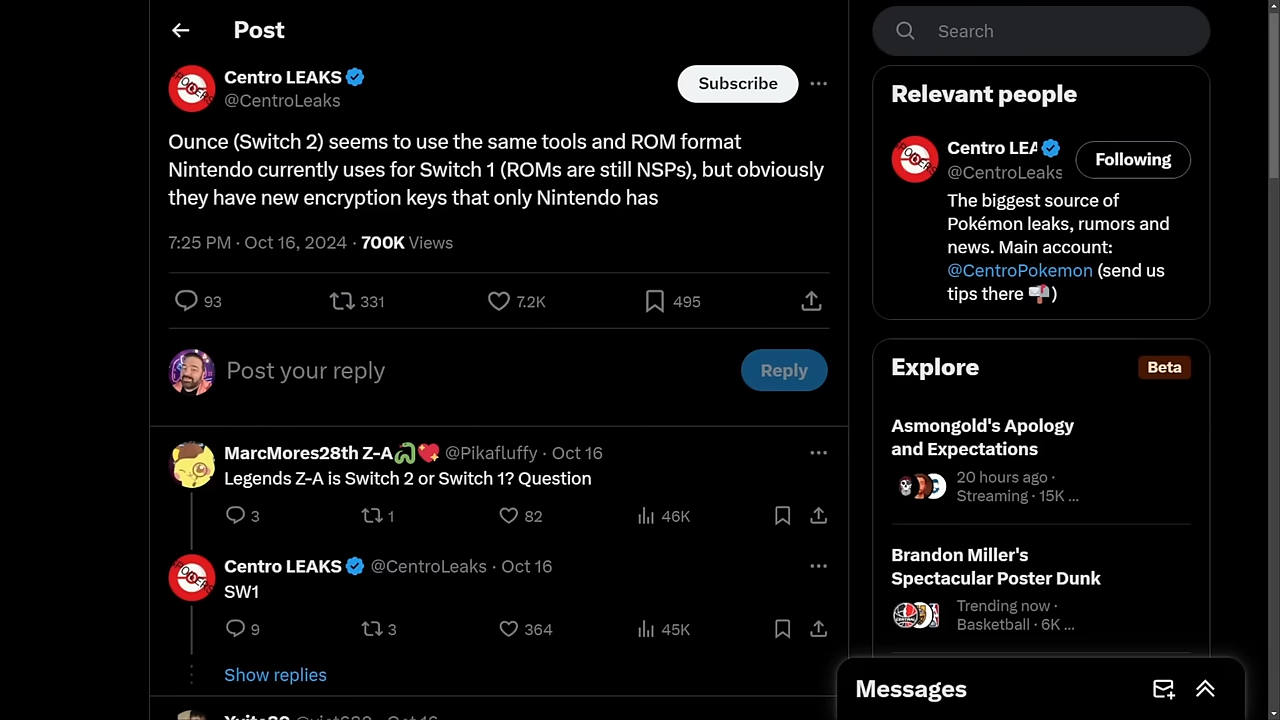 Post
Centro LEAKS
@CentroLeaks
Subscribe
Ounce (Switch 2) seems to use the same tools and ROM format
Nintendo currently uses for Switch 1 (ROMs are still NSPs), but obviously
they have new encryption keys that only Nintendo has
7:25 PM · Oct 16, 2024 · 700K Views
93 331 7.2K 495
Post your reply
Reply
MarcMores28th Z-A🐉💖 @Pikafluffy · Oct 16
Legends Z-A is Switch 2 or Switch 1? Question
3 1 82 46K
Centro LEAKS @CentroLeaks · Oct 16
SW1
9 3 364 45K
Show replies
Search
Relevant people
Centro LEA
Following
@CentroLeaks
The biggest source of
Pokémon leaks, rumors and
news. Main account:
@CentroPokemon (send us
tips there 📬)
Explore
Beta
Asmongold's Apology
and Expectations
20 hours ago ·
Streaming · 15K ...
Brandon Miller's
Spectacular Poster Dunk
Trending now ·
Basketball · 6K ...
Messages